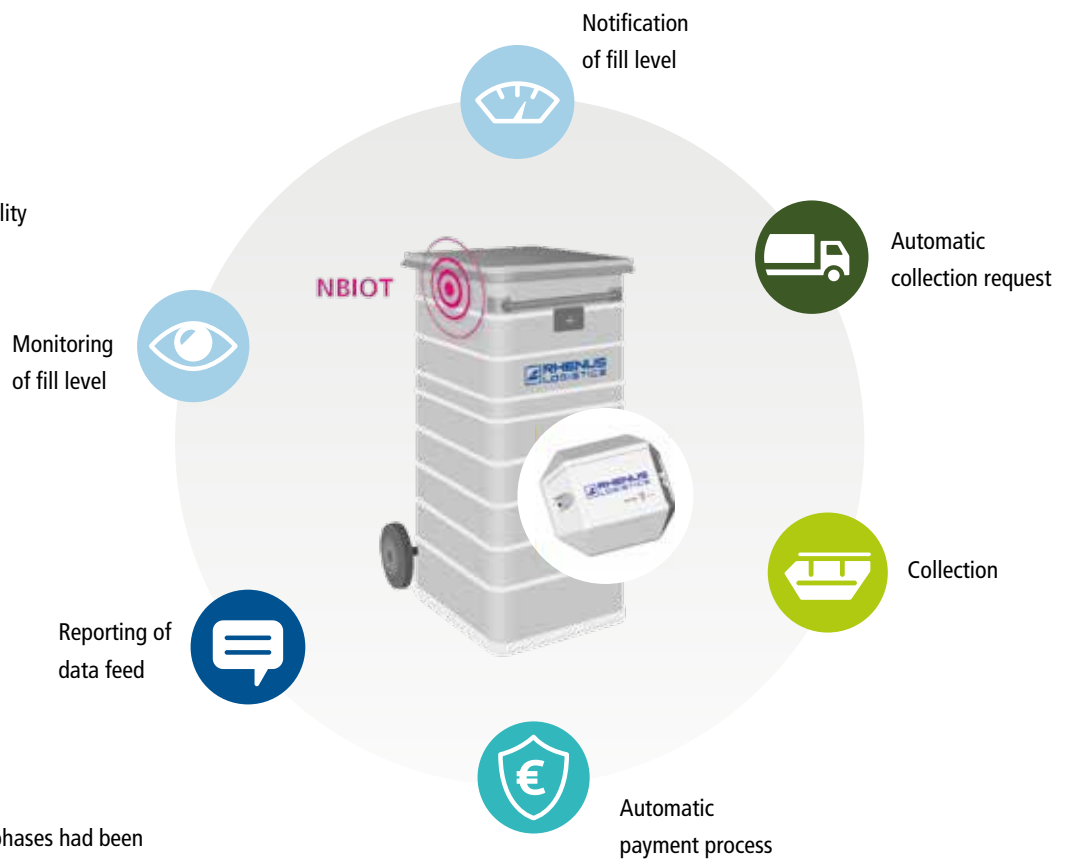 Notification
of fill level
lity
Automatic
collection request
NBIOT
Monitoring
of fill level
RHENUS
LOGISTICS
RHENUS
LOGISTICS
Collection
Reporting of
data feed
€
Automatic
payment process
phases had been